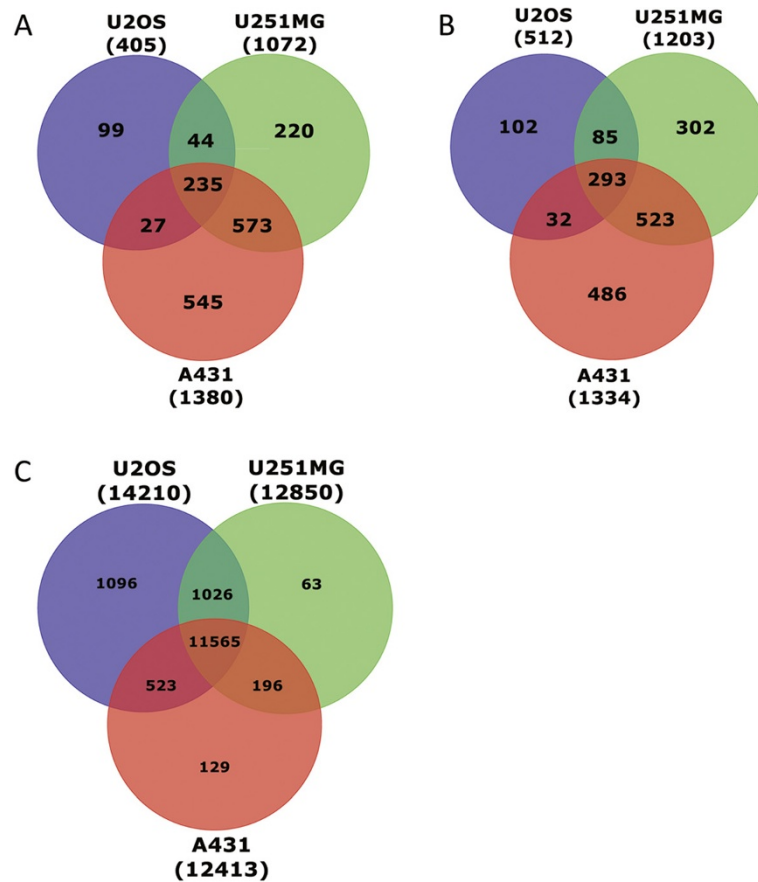 A
U2OS
(405)
U251MG
(1072)
99
44
220
235
27
573
545
A431
(1380)
B
U2OS
(512)
U251MG
(1203)
102
85
302
293
32
523
486
A431
(1334)
C
U2OS
(14210)
U251MG
(12850)
1096
1026
63
11565
523
196
129
A431
(12413)